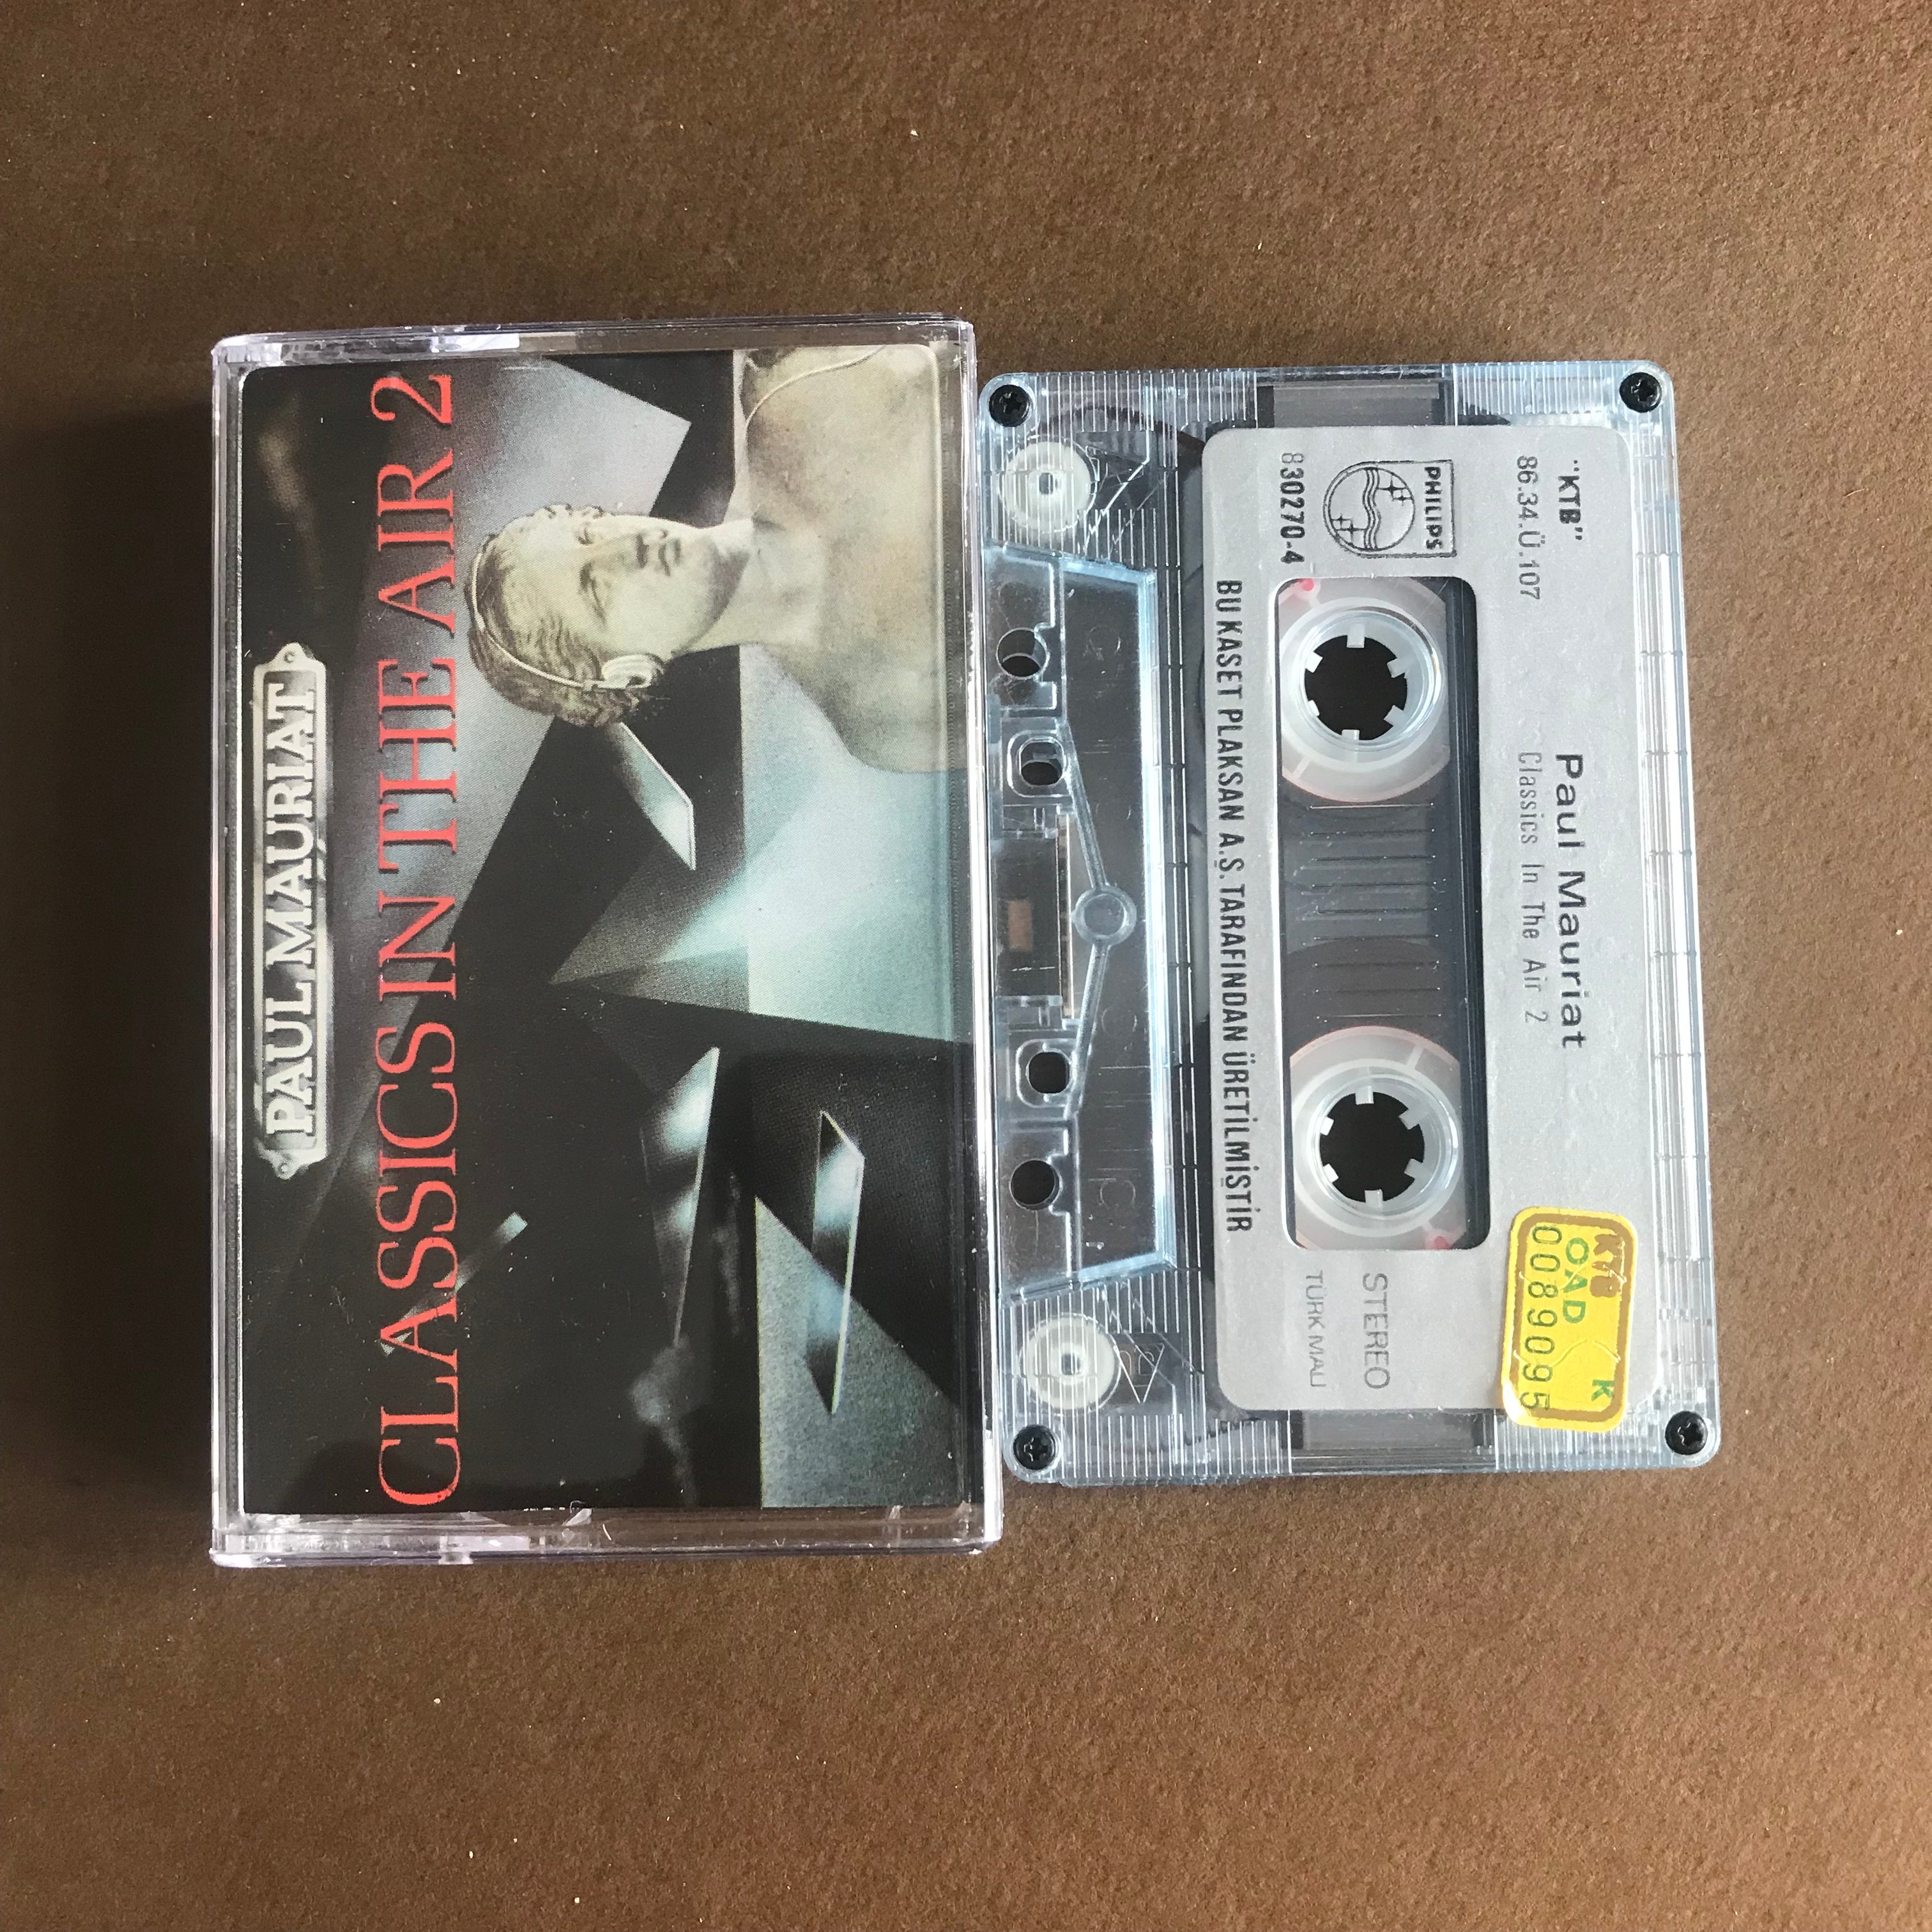 PAUL MAURIAT
CLASSICS IN THE AIR 2
"KTB"
86.34.Ü.107
Paul Mauriat
Classics In The Air 2
PHILIPS
830270-4
STEREO
TÜRK MALI
BU KASET PLAKSAN A.Ş. TARAFINDAN ÜRETİLMİŞTİR
KTB
OAD K
0089095